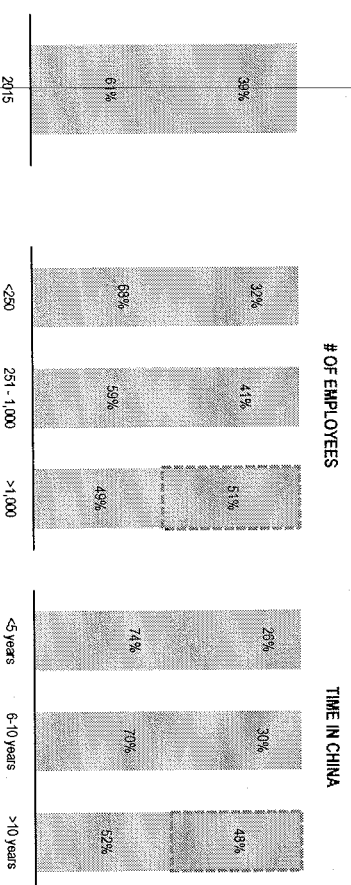 # OF EMPLOYEES
TIME IN CHINA
39%
32%
41%
51%
26%
30%
48%
61%
68%
59%
49%
74%
70%
52%
2015
<250
251 - 1,000
>1,000
<5 years
6-10 years
>10 years